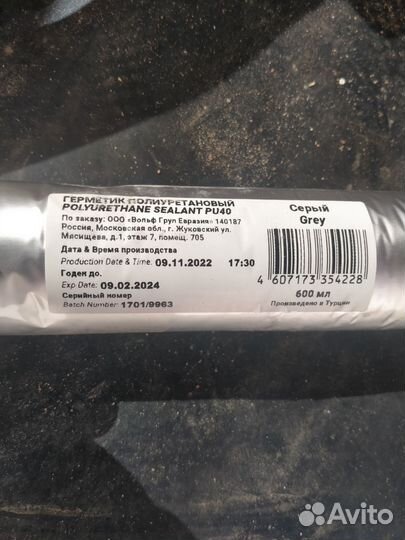 ГЕРМЕТИК ПОЛИУРЕТАНОВЫЙ
POLYURETHANE SEALANT PU40
По заказу: ООО «Вольф Груп Евразия» 140187
Россия, Московская обл., г. Жуковский ул.
Мясищева, д.1, этаж 7, помещ. 705
Дата & Время производства
Production Date & Time: 09.11.2022 17:30
Годен до.
Exp Date: 09.02.2024
Серийный номер
Batch Number: 1701/9963
Серый
Grey
4 607173 354228
600 мл
Произведено в Турции
Avito